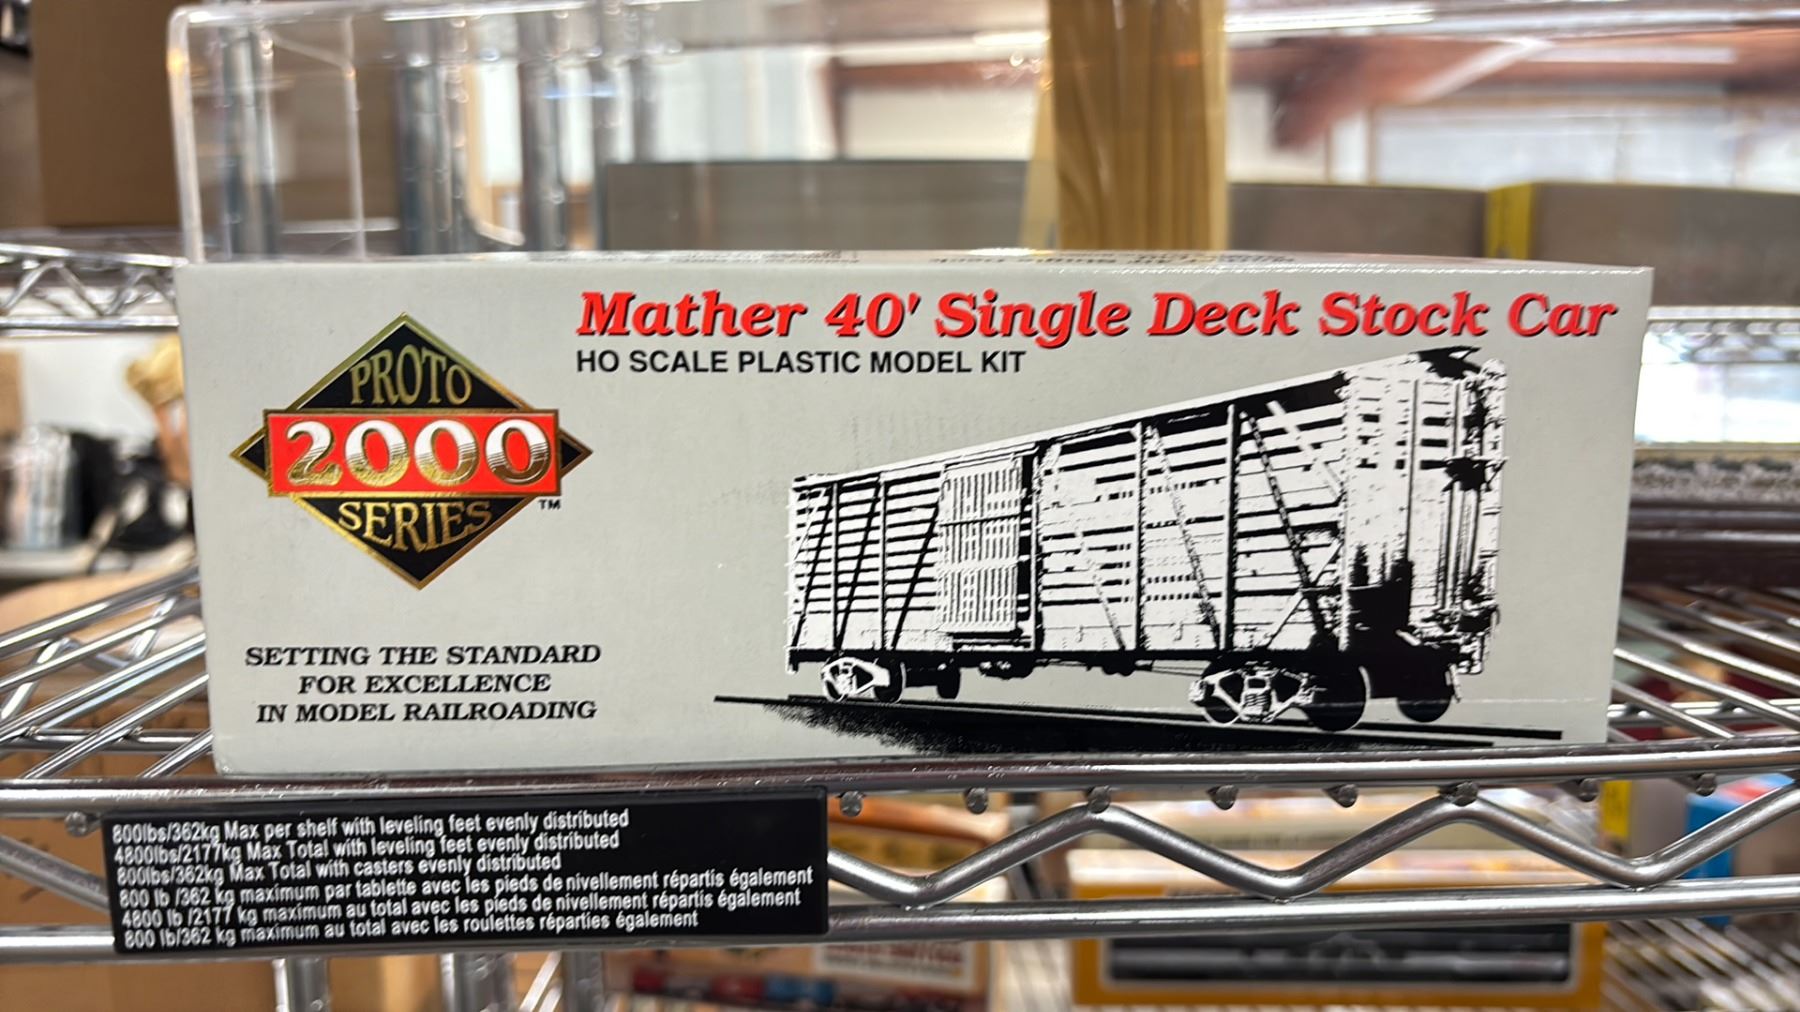 Mather 40' Single Deck Stock Car
HO SCALE PLASTIC MODEL KIT
PROTO
2000
SERIES
TM
SETTING THE STANDARD
FOR EXCELLENCE
IN MODEL RAILROADING
800lbs/362kg Max per shelf with leveling feet evenly distributed
4800lbs/2177kg Max Total with leveling feet evenly distributed
800lbs/362kg Max Total with casters evenly distributed
800 lb /362 kg maximum par tablette avec les pieds de nivellement répartis également
4800 lb /2177 kg maximum au total avec les pieds de nivellement répartis également
800 lb/362 kg maximum au total avec les roulettes réparties également